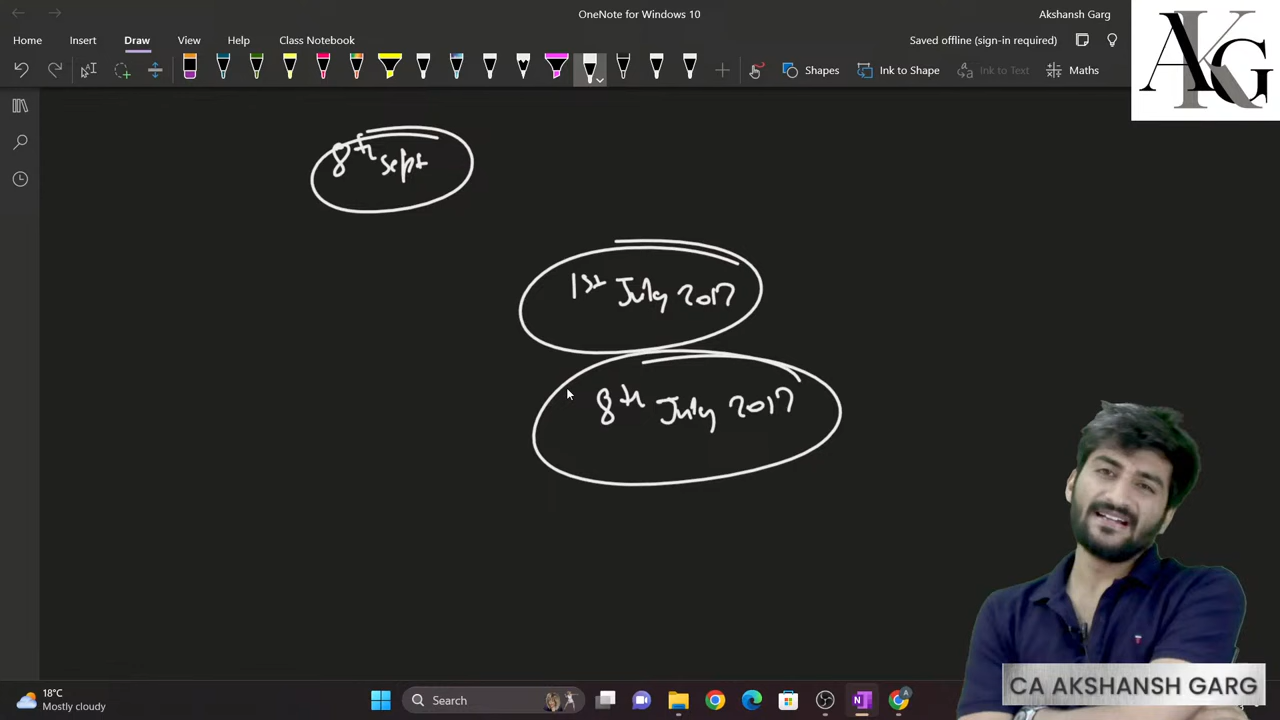 OneNote for Windows 10
Akshansh Garg
Home Insert Draw View Help Class Notebook
Saved offline (sign-in required)
Shapes Ink to Shape Ink to Text Maths
AKG
8th Sept
1st July 2017
8th July 2017
CA AKSHANSH GARG
18°C
Mostly cloudy
Search